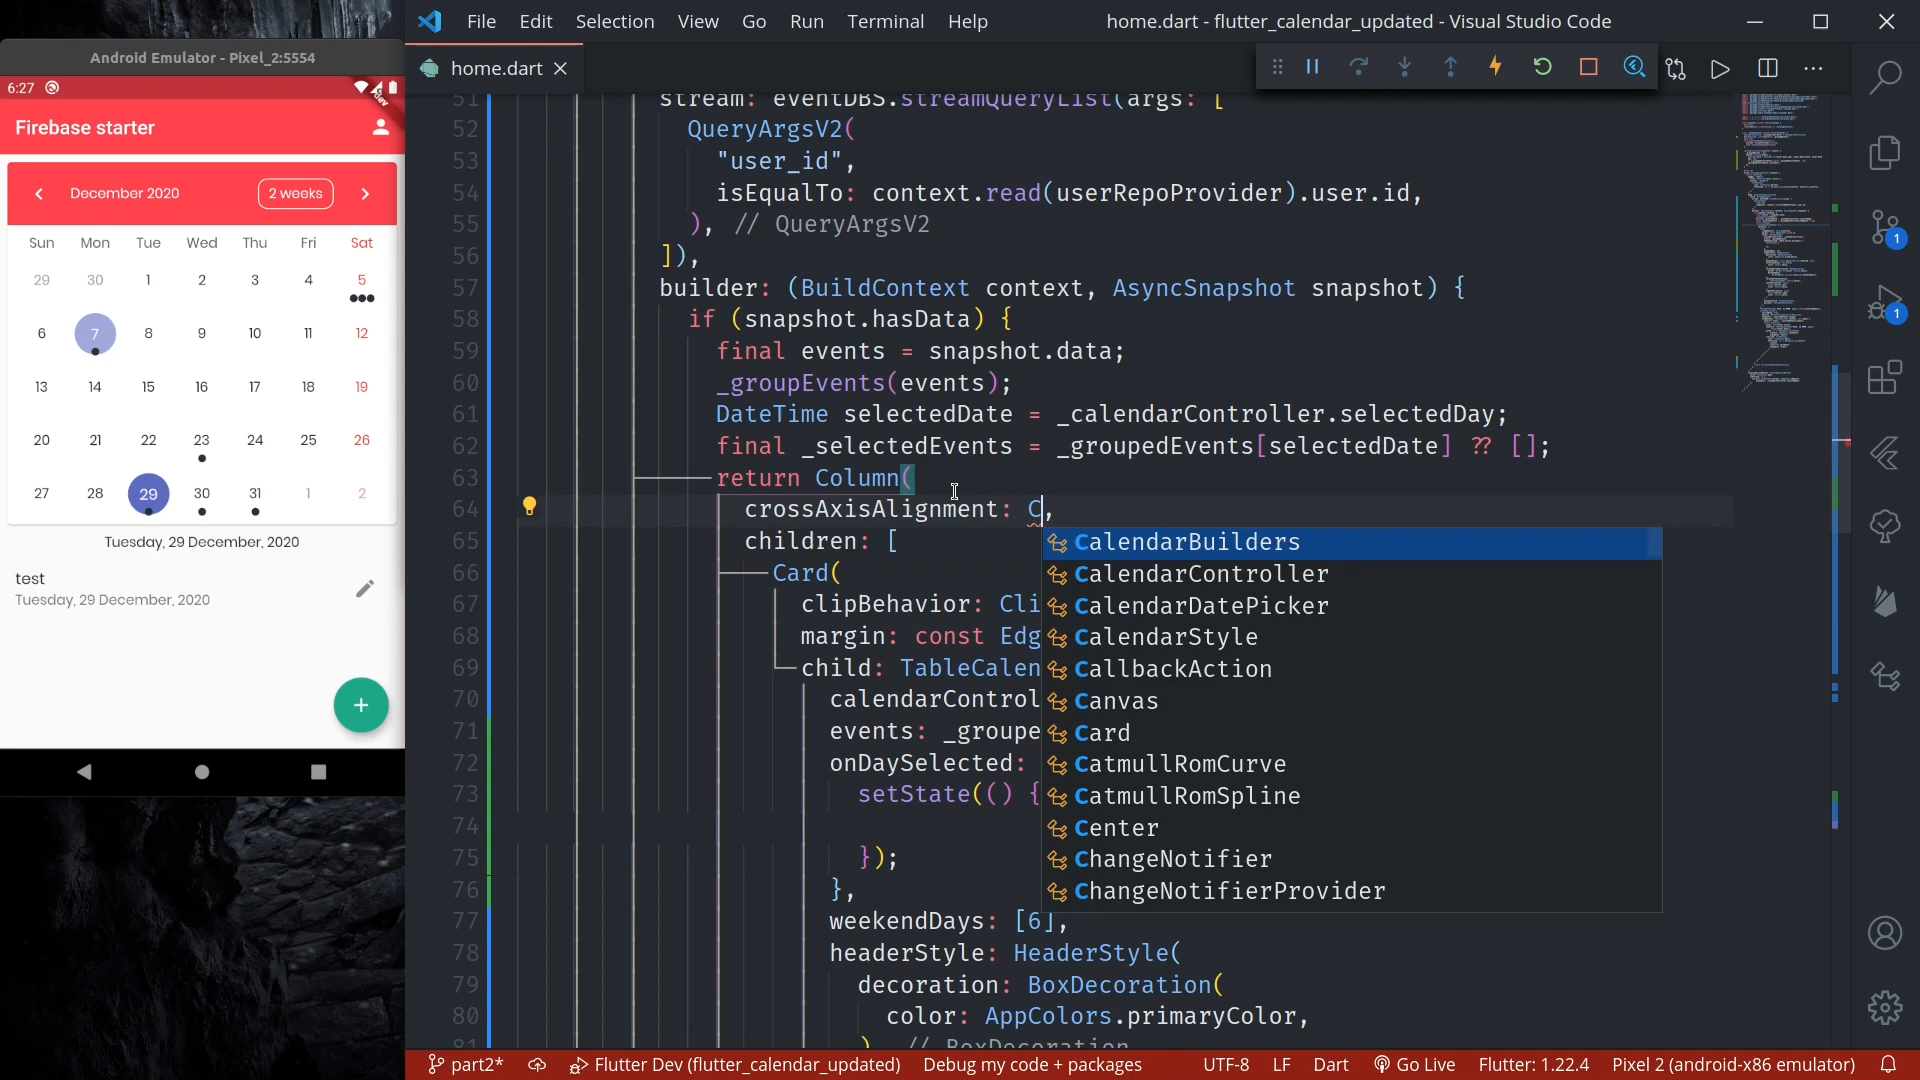 File Edit Selection View Go Run Terminal Help
home.dart - flutter_calendar_updated - Visual Studio Code
Android Emulator - Pixel_2:5554
home.dart
6:27
Firebase starter
December 2020
2 weeks
Sun Mon Tue Wed Thu Fri Sat
29 30 1 2 3 4 5
6 7 8 9 10 11 12
13 14 15 16 17 18 19
20 21 22 23 24 25 26
27 28 29 30 31 1 2
Tuesday, 29 December, 2020
test
Tuesday, 29 December, 2020
+
51 stream: eventDBS.streamQueryList(args: [
52 QueryArgsV2(
53 "user_id",
54 isEqualTo: context.read(userRepoProvider).user.id,
55 ), // QueryArgsV2
56 ]),
57 builder: (BuildContext context, AsyncSnapshot snapshot) {
58 if (snapshot.hasData) {
59 final events = snapshot.data;
60 _groupEvents(events);
61 DateTime selectedDate = _calendarController.selectedDay;
62 final _selectedEvents = _groupedEvents[selectedDate] ?? [];
63 return Column(
64 crossAxisAlignment: C,
65 children: [
66 Card(
67 clipBehavior: Cli
68 margin: const Edg
69 child: TableCalen
70 calendarControl
71 events: _groupe
72 onDaySelected:
73 setState(() {
74
75 });
76 },
77 weekendDays: [6],
78 headerStyle: HeaderStyle(
79 decoration: BoxDecoration(
80 color: AppColors.primaryColor,
81 ), // BoxDecoration
CalendarBuilders
CalendarController
CalendarDatePicker
CalendarStyle
CallbackAction
Canvas
Card
CatmullRomCurve
CatmullRomSpline
Center
ChangeNotifier
ChangeNotifierProvider
1
1
part2* Flutter Dev (flutter_calendar_updated) Debug my code + packages UTF-8 LF Dart Go Live Flutter: 1.22.4 Pixel 2 (android-x86 emulator)